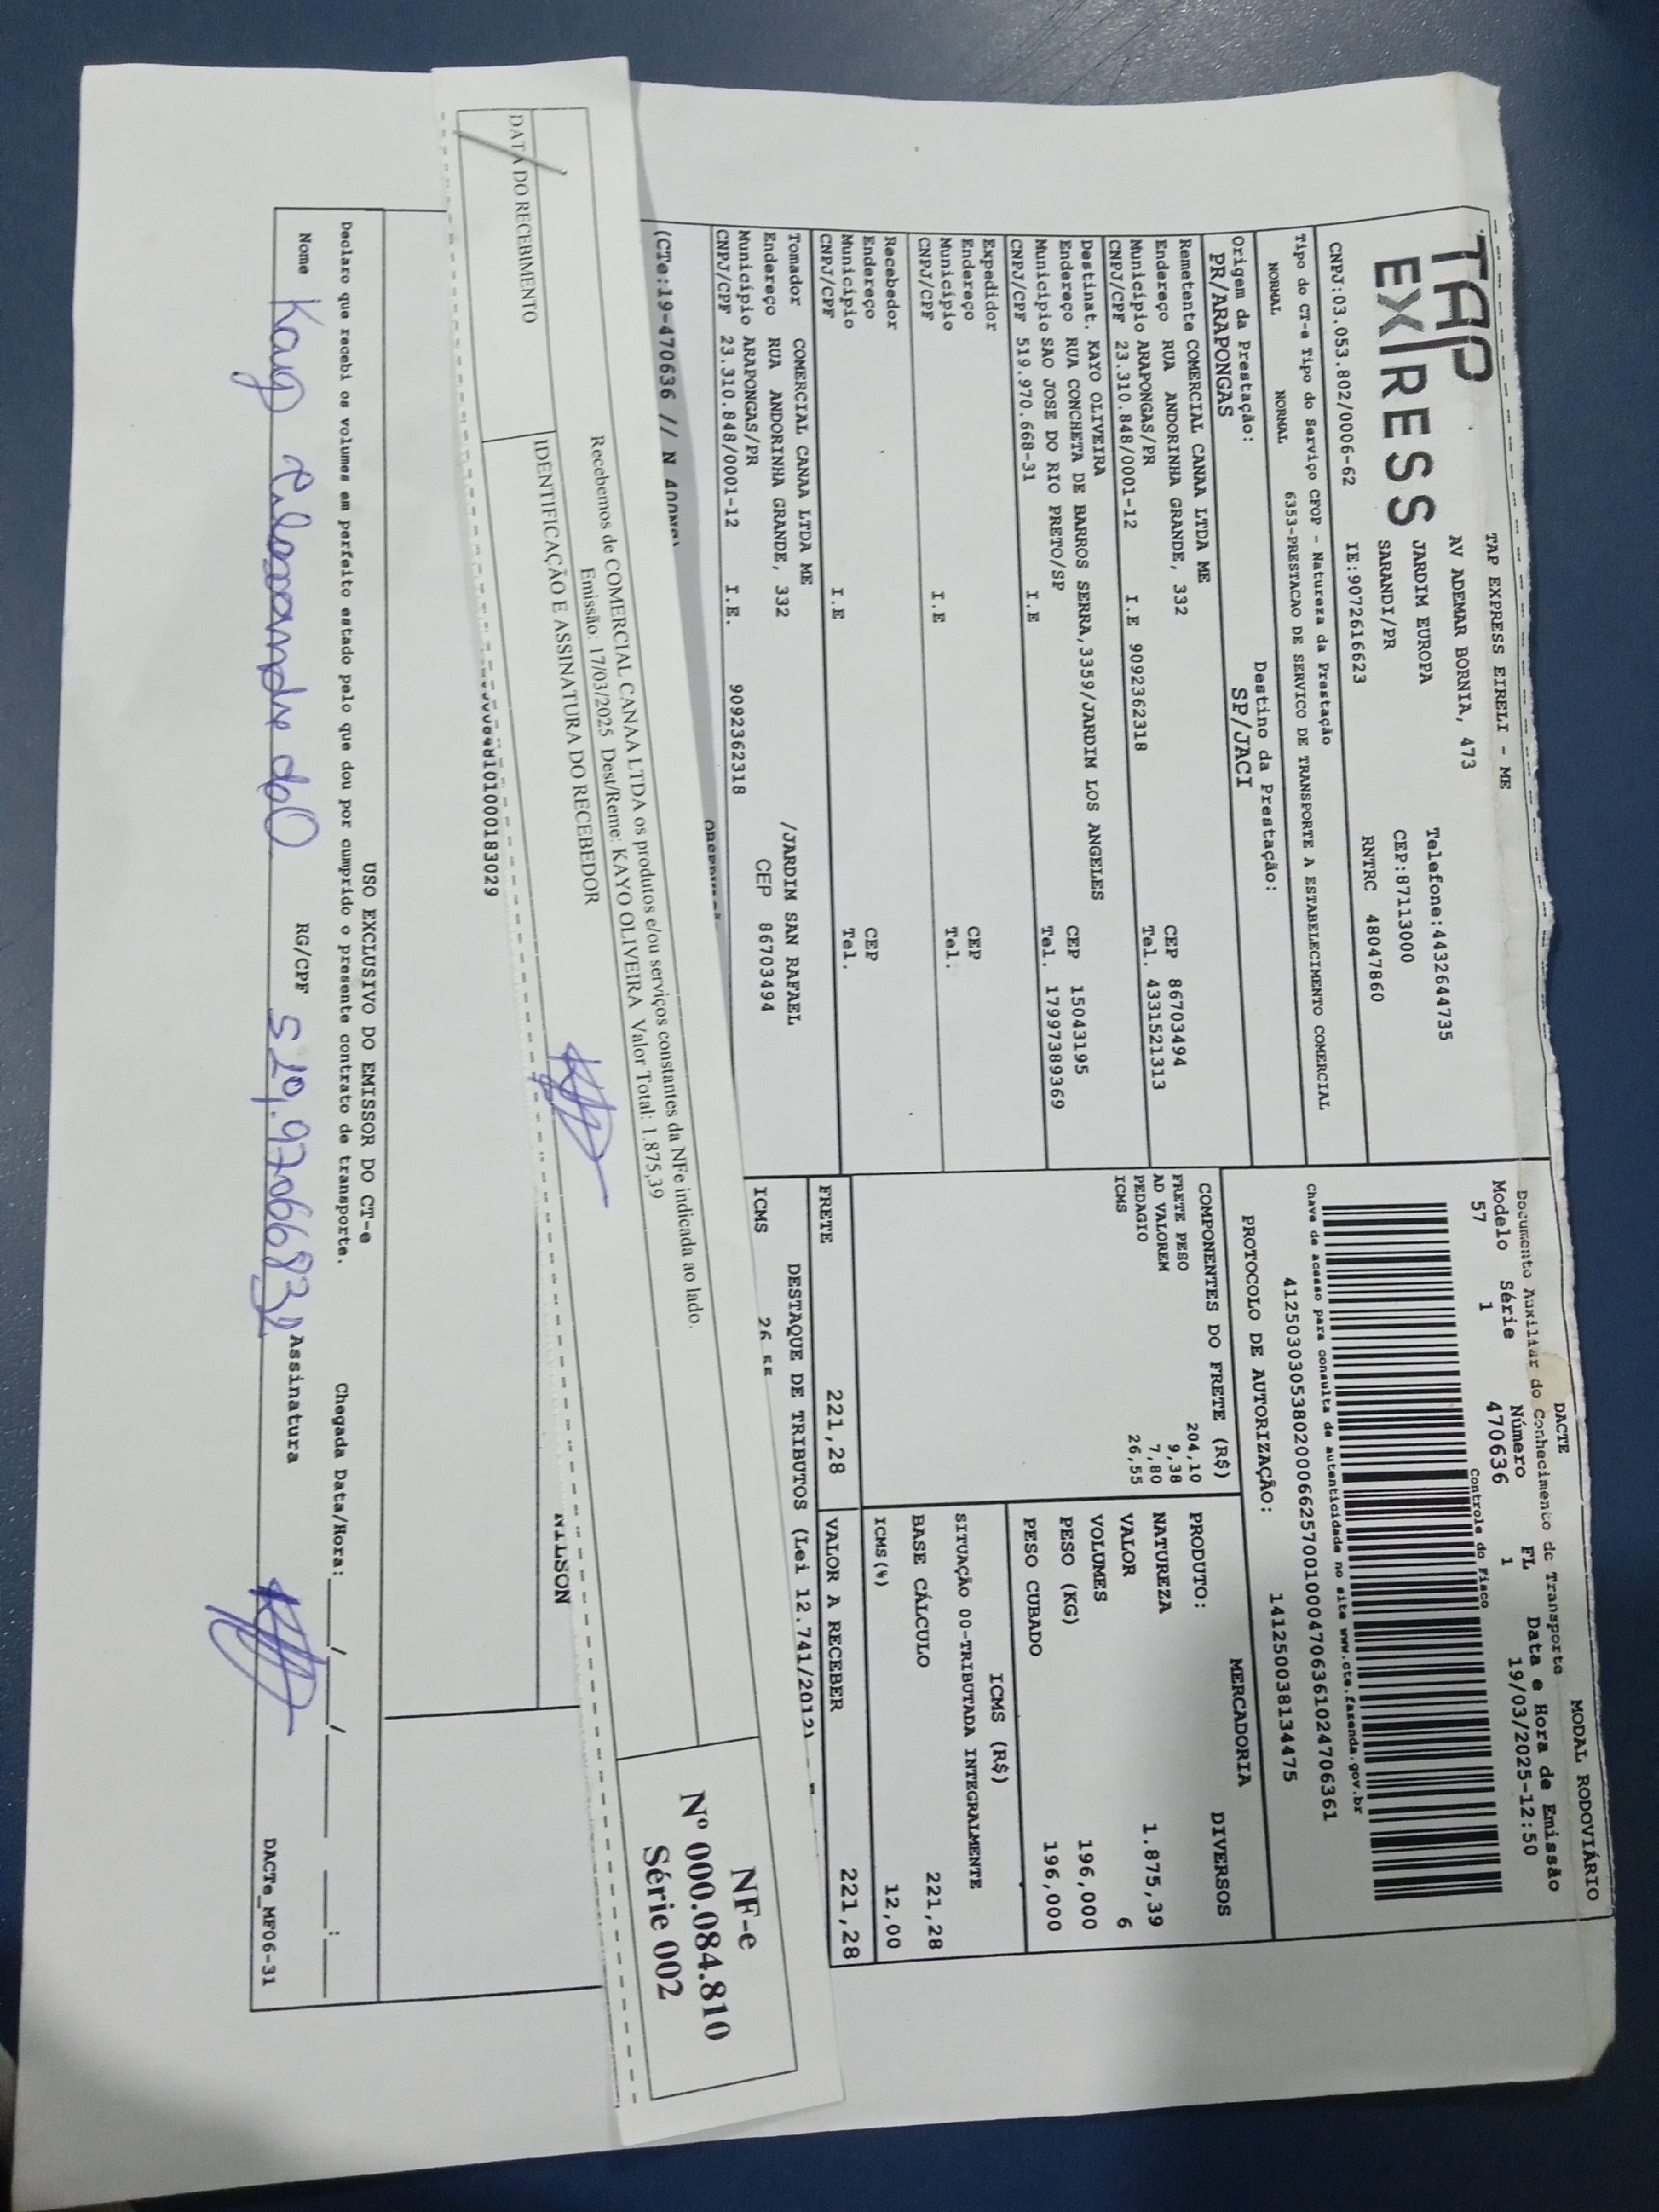 DACTE
MODAL RODOVIÁRIO
Documento Auxiliar do Conhecimento de Transporte
TAP EXPRESS
TAP EXPRESS EIRELI - ME
AV ADEMAR BORNIA, 473
JARDIM EUROPA
SARANDI/PR
Telefone:4432644735
CEP:87113000
CNPJ:03.053.802/0006-62 IE:9072616623 RNTRC 48047860
Modelo Série Número FL Data e Hora de Emissão
57 1 470636 1 19/03/2025-12:50
Controle do Fisco
Tipo do CT-e Tipo do Serviço CFOP - Natureza da Prestação
NORMAL NORMAL 6353-PRESTACAO DE SERVICO DE TRANSPORTE A ESTABELECIMENTO COMERCIAL
Chave de acesso para consulta de autenticidade no site www.cte.fazenda.gov.br
41250303053802000662570010004706361024706361
Origem da Prestação: Destino da Prestação:
PR/ARAPONGAS SP/JACI
PROTOCOLO DE AUTORIZAÇÃO: 141250038134475
Remetente COMERCIAL CANAA LTDA ME
Endereço RUA ANDORINHA GRANDE, 332 CEP 86703494
Município ARAPONGAS/PR Tel. 4331521313
CNPJ/CPF 23.310.848/0001-12 I.E 9092362318
Destinat. KAYO OLIVEIRA
Endereço RUA CONCHETA DE BARROS SERRA,3359/JARDIM LOS ANGELES CEP 15043195
Município SAO JOSE DO RIO PRETO/SP Tel. 17997389369
CNPJ/CPF 519.970.668-31 I.E
Expedidor
Endereço CEP
Município Tel.
CNPJ/CPF I.E
Recebedor
Endereço CEP
Município Tel.
CNPJ/CPF I.E
Tomador COMERCIAL CANAA LTDA ME
Endereço RUA ANDORINHA GRANDE, 332 /JARDIM SAN RAFAEL
Município ARAPONGAS/PR CEP 86703494
CNPJ/CPF 23.310.848/0001-12 I.E. 9092362318
COMPONENTES DO FRETE (R$)
FRETE PESO 204,10
AD VALOREM 9,38
PEDAGIO 7,80
ICMS 26,55
MERCADORIA
PRODUTO: DIVERSOS
NATUREZA
VALOR 1.875,39
VOLUMES 6
PESO (KG) 196,000
PESO CUBADO 196,000
ICMS (R$)
SITUAÇÃO 00-TRIBUTADA INTEGRALMENTE
BASE CÁLCULO 221,28
ICMS(%) 12,00
FRETE 221,28 VALOR A RECEBER 221,28
DESTAQUE DE TRIBUTOS (Lei 12.741/2012)
ICMS 26,55
(CTe:19-470636 //
Recebemos de COMERCIAL CANAA LTDA os produtos e/ou serviços constantes da NFe indicada ao lado.
Emissão: 17/03/2025 Dest/Reme: KAYO OLIVEIRA Valor Total: 1.875,39
DATA DO RECEBIMENTO IDENTIFICAÇÃO E ASSINATURA DO RECEBEDOR
NF-e
Nº 000.084.810
Série 002
NILSON
USO EXCLUSIVO DO EMISSOR DO CT-e
Declaro que recebi os volumes em perfeito estado pelo que dou por cumprido o presente contrato de transporte. Chegada Data/Hora: ____/____/____ ___:___
Nome RG/CPF 519.97066831 Assinatura
DACTe_MF06-31